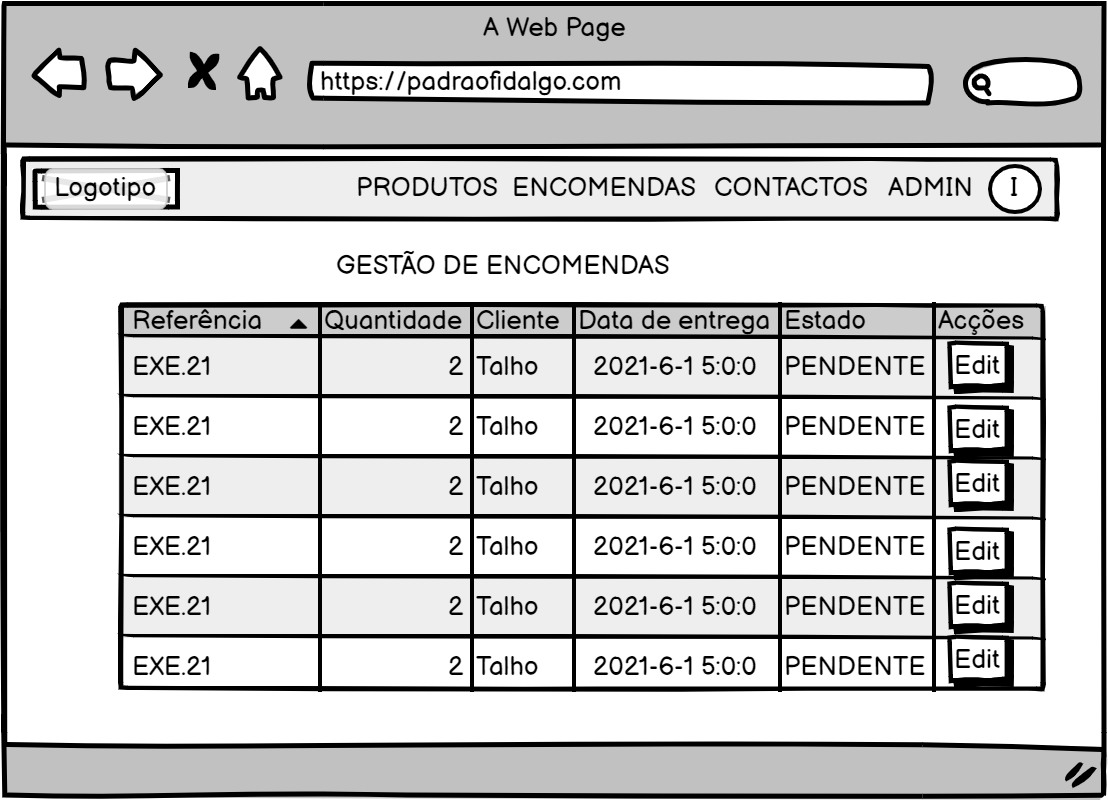 A Web Page
https://padraofidalgo.com
Logotipo PRODUTOS ENCOMENDAS CONTACTOS ADMIN I
GESTÃO DE ENCOMENDAS
Referência Quantidade Cliente Data de entrega Estado Acções
EXE.21 2 Talho 2021-6-1 5:0:0 PENDENTE Edit
EXE.21 2 Talho 2021-6-1 5:0:0 PENDENTE Edit
EXE.21 2 Talho 2021-6-1 5:0:0 PENDENTE Edit
EXE.21 2 Talho 2021-6-1 5:0:0 PENDENTE Edit
EXE.21 2 Talho 2021-6-1 5:0:0 PENDENTE Edit
EXE.21 2 Talho 2021-6-1 5:0:0 PENDENTE Edit